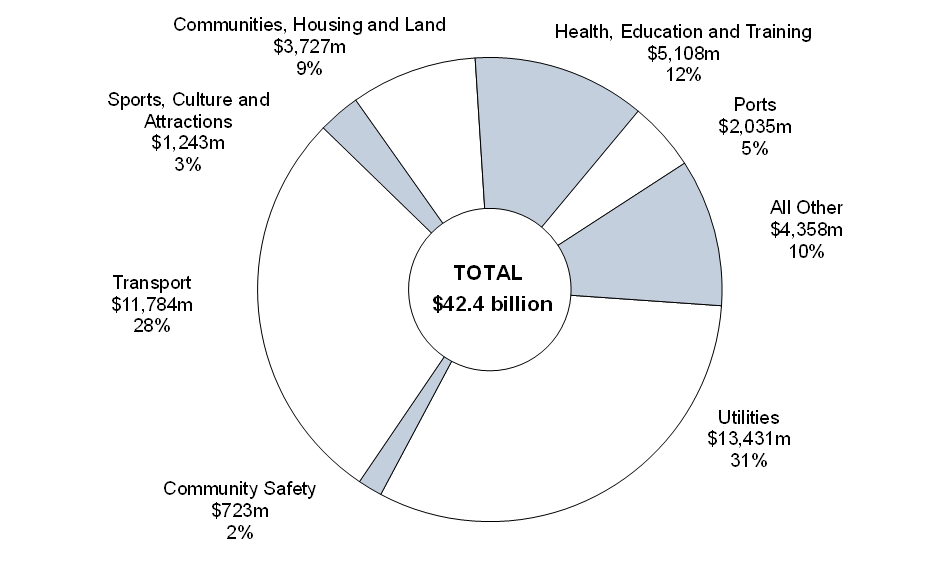 Communities, Housing and Land
$3,727m
9%
Health, Education and Training
$5,108m
12%
Sports, Culture and
Attractions
$1,243m
3%
Ports
$2,035m
5%
All Other
$4,358m
10%
TOTAL
$42.4 billion
Transport
$11,784m
28%
Utilities
$13,431m
31%
Community Safety
$723m
2%